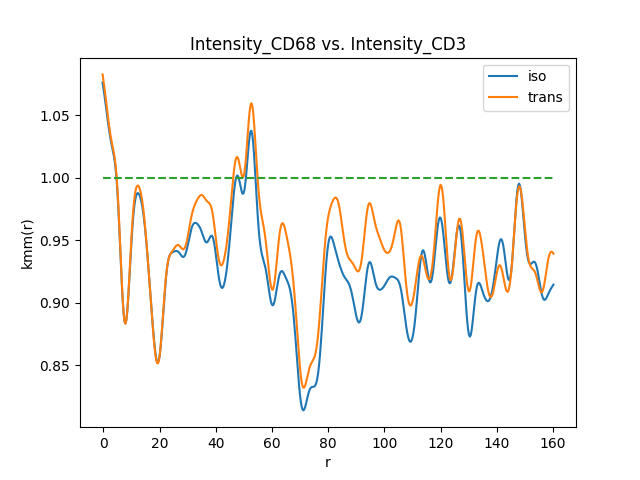 Intensity_CD68 vs. Intensity_CD3
iso
trans
kmm(r)
1.05
1.00
0.95
0.90
0.85
0 20 40 60 80 100 120 140 160
r